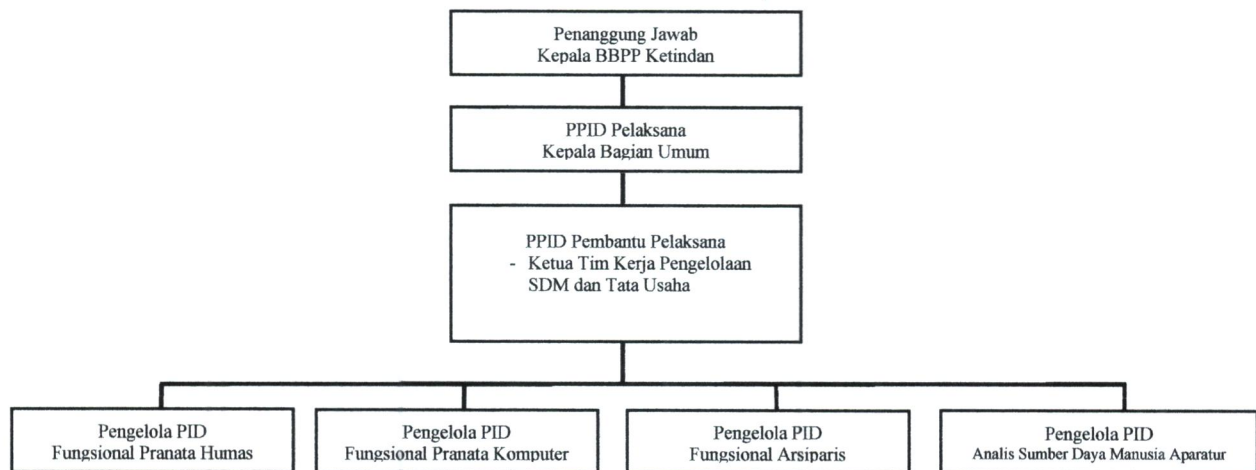 Penanggung Jawab
Kepala BBPP Ketindan
PPID Pelaksana
Kepala Bagian Umum
PPID Pembantu Pelaksana
- Ketua Tim Kerja Pengelolaan
SDM dan Tata Usaha
Pengelola PID
Fungsional Pranata Humas
Pengelola PID
Fungsional Pranata Komputer
Pengelola PID
Fungsional Arsiparis
Pengelola PID
Analis Sumber Daya Manusia Aparatur